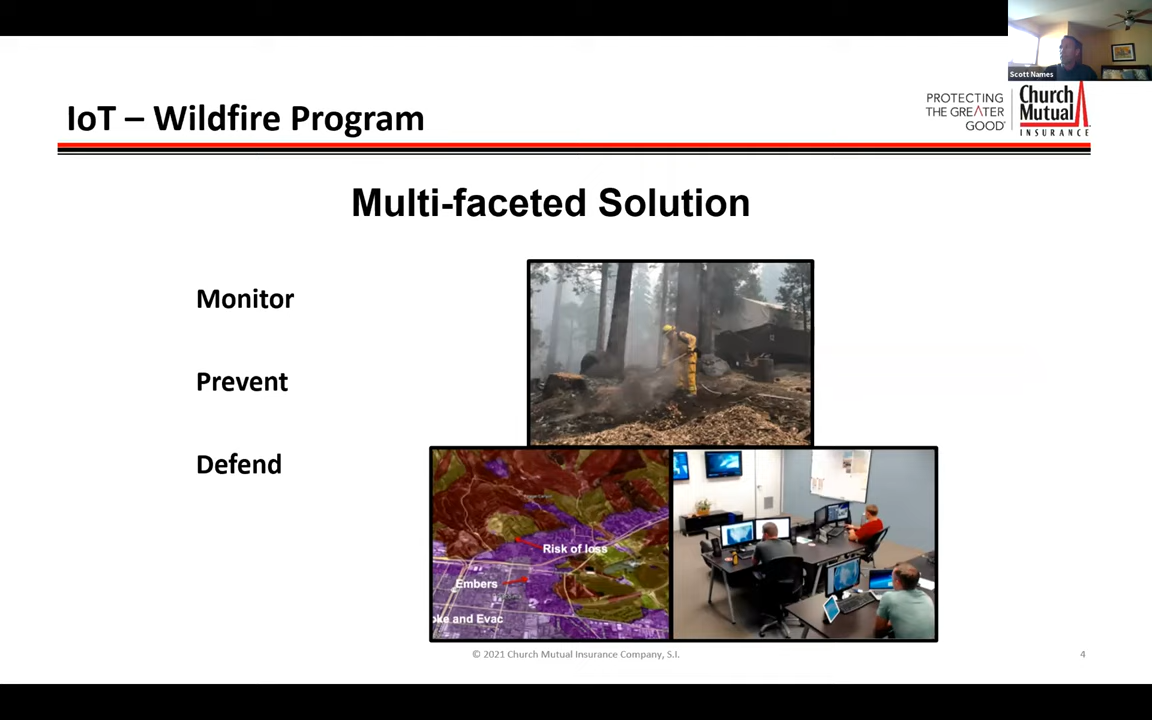 Scott Names
IoT – Wildfire Program
PROTECTING
THE GREATER
GOOD
Church
Mutual
INSURANCE
Multi-faceted Solution
Monitor
Prevent
Defend
Risk of loss
Embers
oke and Evac
© 2021 Church Mutual Insurance Company, S.I.
4